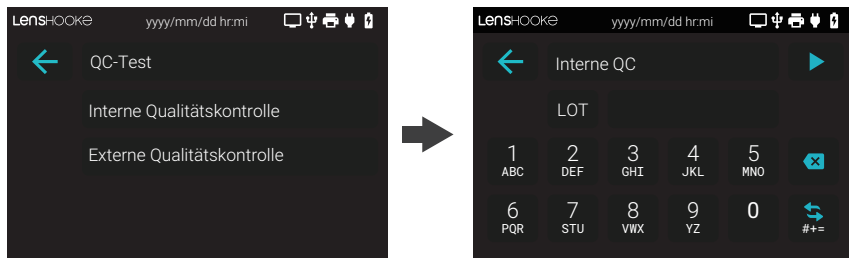 LENSHOOKE yyyy/mm/dd hr:mi
QC-Test
Interne Qualitätskontrolle
Externe Qualitätskontrolle
LENSHOOKE yyyy/mm/dd hr:mi
Interne QC
LOT
1 2 3 4 5
ABC DEF GHI JKL MNO
6 7 8 9 0
PQR STU VWX YZ #+=